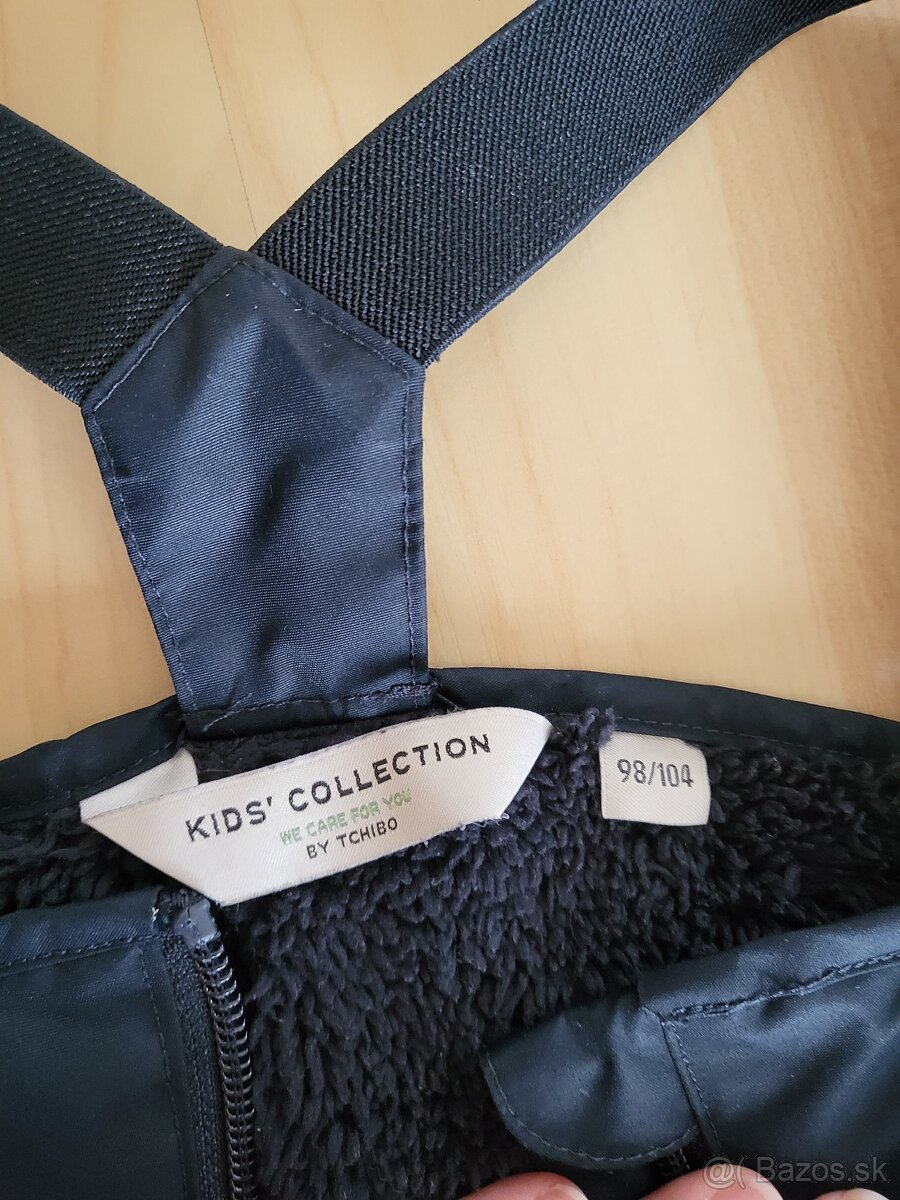 KIDS' COLLECTION
WE CARE FOR YOU
BY TCHIBO
98/104
@( Bazos.sk